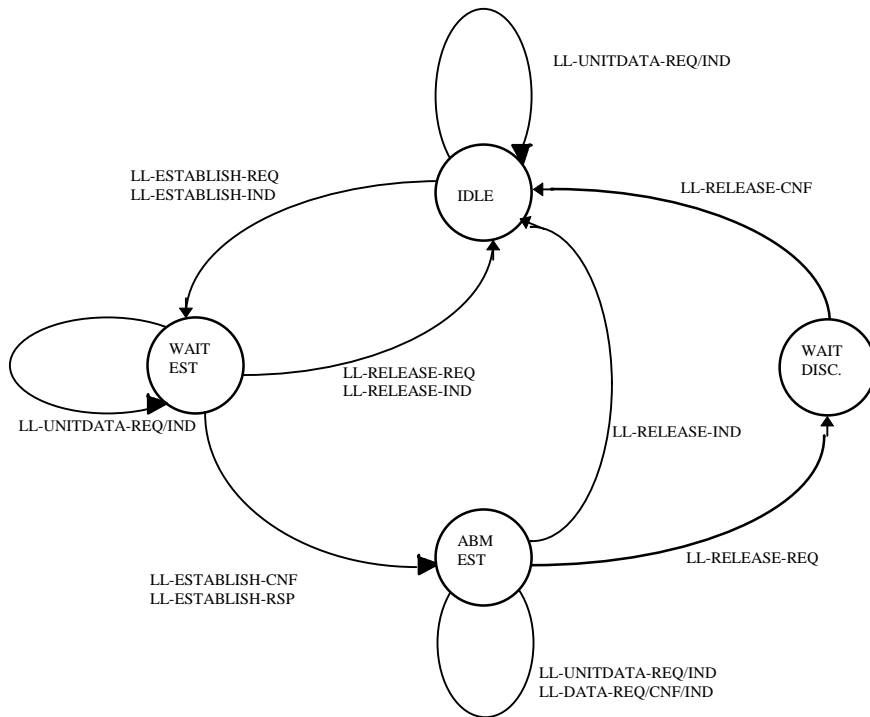 LL-UNITDATA-REQ/IND
LL-ESTABLISH-REQ
LL-ESTABLISH-IND
IDLE
LL-RELEASE-CNF
WAIT
EST
WAIT
DISC.
LL-RELEASE-REQ
LL-RELEASE-IND
LL-UNITDATA-REQ/IND
LL-RELEASE-IND
ABM
EST
LL-RELEASE-REQ
LL-ESTABLISH-CNF
LL-ESTABLISH-RSP
LL-UNITDATA-REQ/IND
LL-DATA-REQ/CNF/IND